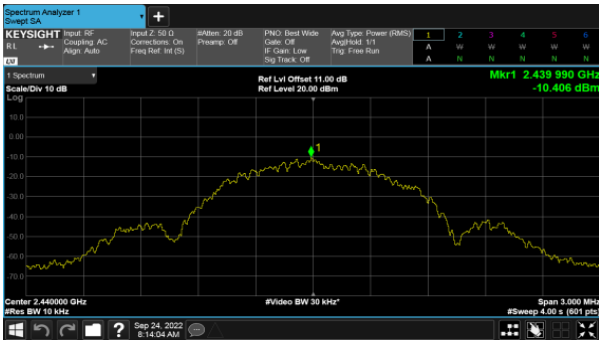 Spectrum Analyzer 1
Swept SA
+
KEYSIGHT Input: RF Input Z: 50 Ω #Atten: 20 dB PNO: Best Wide Avg Type: Power (RMS) 1 2 3 4 5 6
RL Coupling: AC Corrections: On Preamp: Off Gate: Off Avg|Hold: 1/1 A W W W W W
Align: Auto Freq Ref: Int (S) IF Gain: Low Trig: Free Run A N N N N N
LXI Sig Track: Off
1 Spectrum Ref Lvl Offset 11.00 dB Mkr1 2.439 990 GHz
Scale/Div 10 dB Ref Level 20.00 dBm -10.406 dBm
Log
10.0
0.00
1
-10.0
-20.0
-30.0
-40.0
-50.0
-60.0
-70.0
Center 2.440000 GHz #Video BW 30 kHz* Span 3.000 MHz
#Res BW 10 kHz #Sweep 4.00 s (601 pts)
? Sep 24, 2022
8:14:04 AM